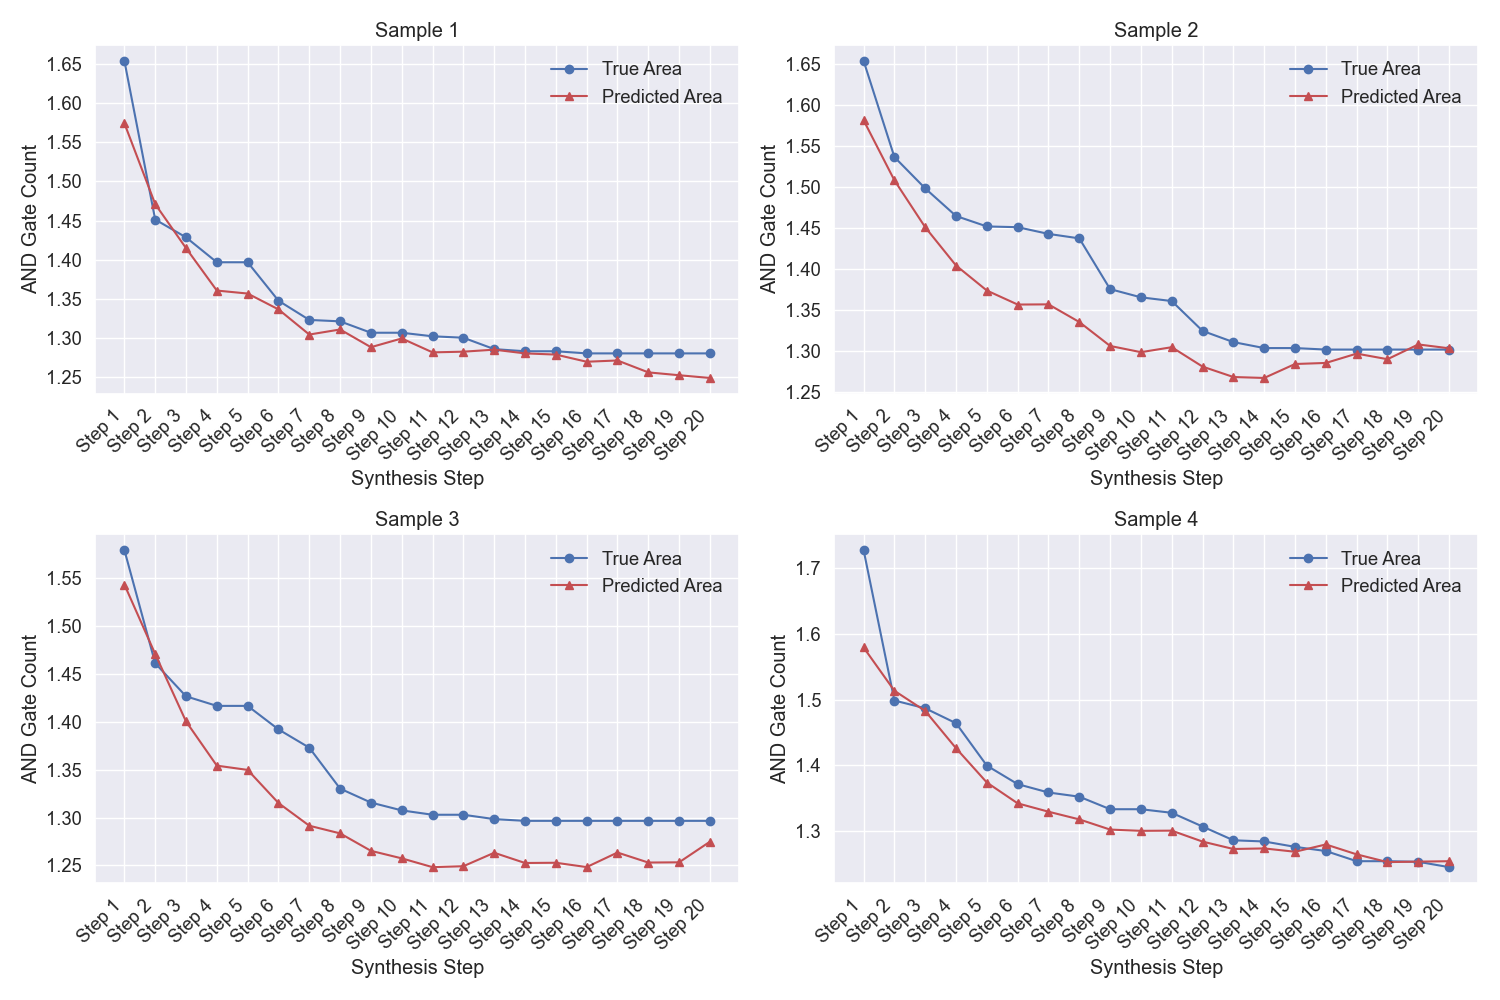 Sample 1
True Area
Predicted Area
AND Gate Count
1.65
1.60
1.55
1.50
1.45
1.40
1.35
1.30
1.25
Step 1
Step 2
Step 3
Step 4
Step 5
Step 6
Step 7
Step 8
Step 9
Step 10
Step 11
Step 12
Step 13
Step 14
Step 15
Step 16
Step 17
Step 18
Step 19
Step 20
Synthesis Step
Sample 2
True Area
Predicted Area
AND Gate Count
1.65
1.60
1.55
1.50
1.45
1.40
1.35
1.30
1.25
Step 1
Step 2
Step 3
Step 4
Step 5
Step 6
Step 7
Step 8
Step 9
Step 10
Step 11
Step 12
Step 13
Step 14
Step 15
Step 16
Step 17
Step 18
Step 19
Step 20
Synthesis Step
Sample 3
True Area
Predicted Area
AND Gate Count
1.55
1.50
1.45
1.40
1.35
1.30
1.25
Step 1
Step 2
Step 3
Step 4
Step 5
Step 6
Step 7
Step 8
Step 9
Step 10
Step 11
Step 12
Step 13
Step 14
Step 15
Step 16
Step 17
Step 18
Step 19
Step 20
Synthesis Step
Sample 4
True Area
Predicted Area
AND Gate Count
1.7
1.6
1.5
1.4
1.3
Step 1
Step 2
Step 3
Step 4
Step 5
Step 6
Step 7
Step 8
Step 9
Step 10
Step 11
Step 12
Step 13
Step 14
Step 15
Step 16
Step 17
Step 18
Step 19
Step 20
Synthesis Step